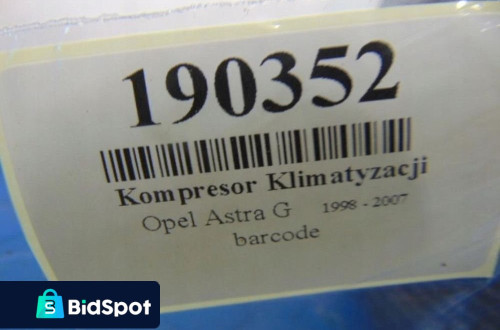 190352
Kompresor Klimatyzacji
Opel Astra G 1998 - 2007
barcode
S BidSpot